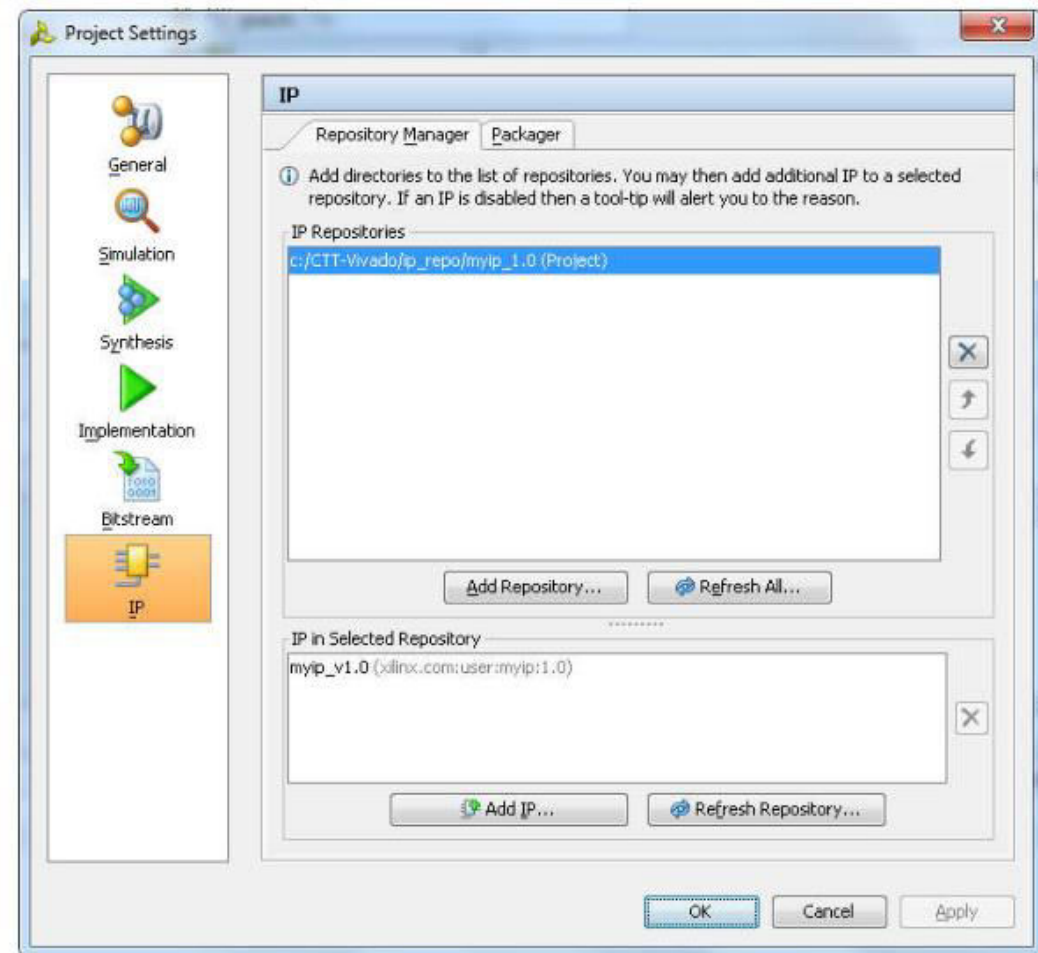 Project Settings
General
Simulation
Synthesis
Implementation
Bitstream
IP
IP
Repository Manager
Packager
Add directories to the list of repositories. You may then add additional IP to a selected
repository. If an IP is disabled then a tool-tip will alert you to the reason.
IP Repositories
c:/CTT-Vivado/ip_repo/myip_1.0 (Project)
Add Repository...
Refresh All...
IP in Selected Repository
myip_v1.0 (xilinx.com:user:myip:1.0)
Add IP...
Refresh Repository...
OK
Cancel
Apply